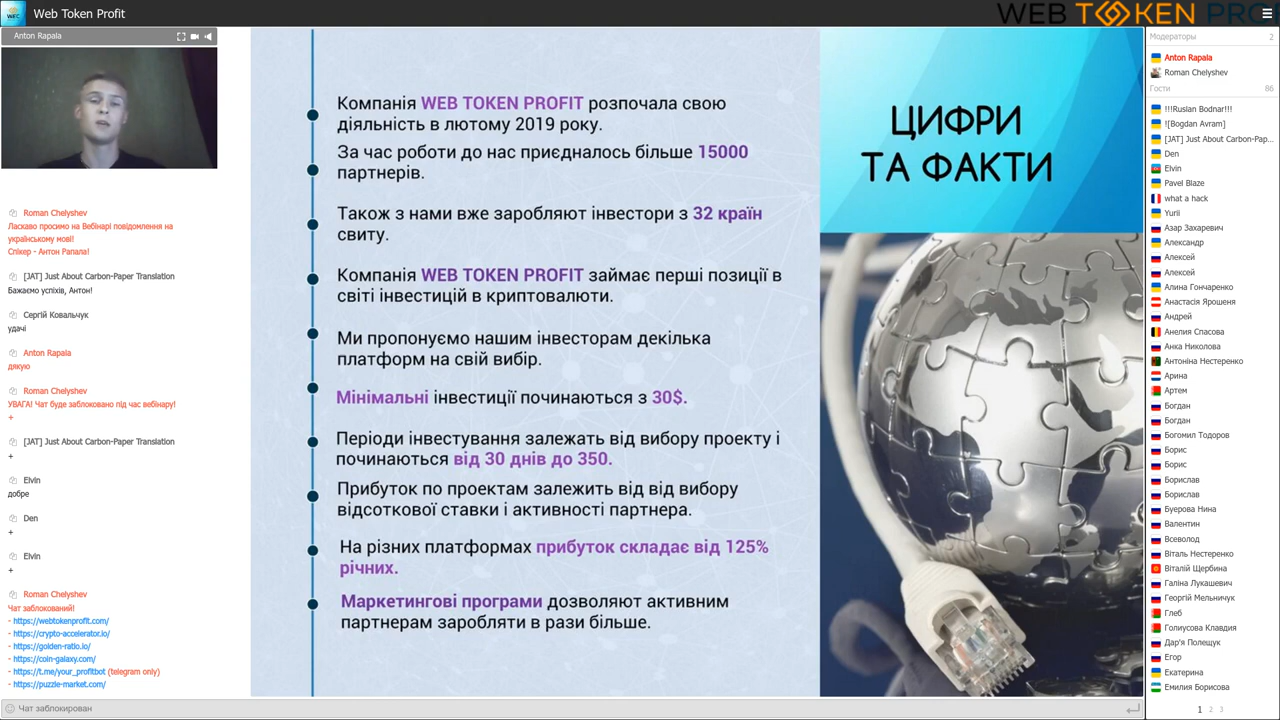 Web Token Profit
WEB TOKEN PROFI
Anton Rapala
Roman Chelyshev
Ласкаво просимо на Вебінарі повідомлення на
українському мові!
Спікер - Антон Рапала!
[JAT] Just About Carbon-Paper Translation
Бажаємо успіхів, Антон!
Сергій Ковальчук
удачі
Anton Rapala
дякую
Roman Chelyshev
УВАГА! Чат буде заблоковано під час вебінару!
+
[JAT] Just About Carbon-Paper Translation
+
Elvin
добре
Den
+
Elvin
+
Roman Chelyshev
Чат заблокований!
- https://webtokenprofit.com/
- https://crypto-accelerator.io/
- https://golden-ratio.io/
- https://coin-galaxy.com/
- https://t.me/your_profitbot (telegram only)
- https://puzzle-market.com/
Чат заблокирован
Компанія WEB TOKEN PROFIT розпочала свою
діяльність в лютому 2019 року.
За час роботи до нас приєдналось більше 15000
партнерів.
Також з нами вже заробляют інвестори з 32 країн
свиту.
Компанія WEB TOKEN PROFIT займає перші позиції в
світі інвестицій в криптовалюти.
Ми пропонуємо нашим інвесторам декілька
платформ на свій вибір.
Мінімальні інвестиції починаються з 30$.
Періоди інвестування залежать від вибору проекту і
починаються від 30 днів до 350.
Прибуток по контрактам залежить від від вибору
відсоткової ставки і активності партнера.
На різних платформах прибуток складає від 125%
річних.
Маркетингові програми дозволяют активним
партнерам заробляти в рази більше.
ЦИФРИ
ТА ФАКТИ
Модераторы 2
Anton Rapala
Roman Chelyshev
Гости 86
!!!Ruslan Bodnar!!!
![Bogdan Avram]
[JAT] Just About Carbon-Pap...
Den
Elvin
Pavel Blaze
what a hack
Yurii
Азар Захаревич
Александр
Алексей
Алексей
Алина Гончаренко
Анастасія Ярошеня
Андрей
Анелия Спасова
Анка Николова
Антоніна Нестеренко
Арина
Артем
Богдан
Богдан
Богомил Тодоров
Борис
Борис
Борислав
Борислав
Буерова Нина
Валентин
Всеволод
Віталь Нестеренко
Віталій Щербина
Галіна Лукашевич
Георгій Мельничук
Глеб
Голиусова Клавдия
Дар'я Полещук
Егор
Екатерина
Емилия Борисова
1 2 3